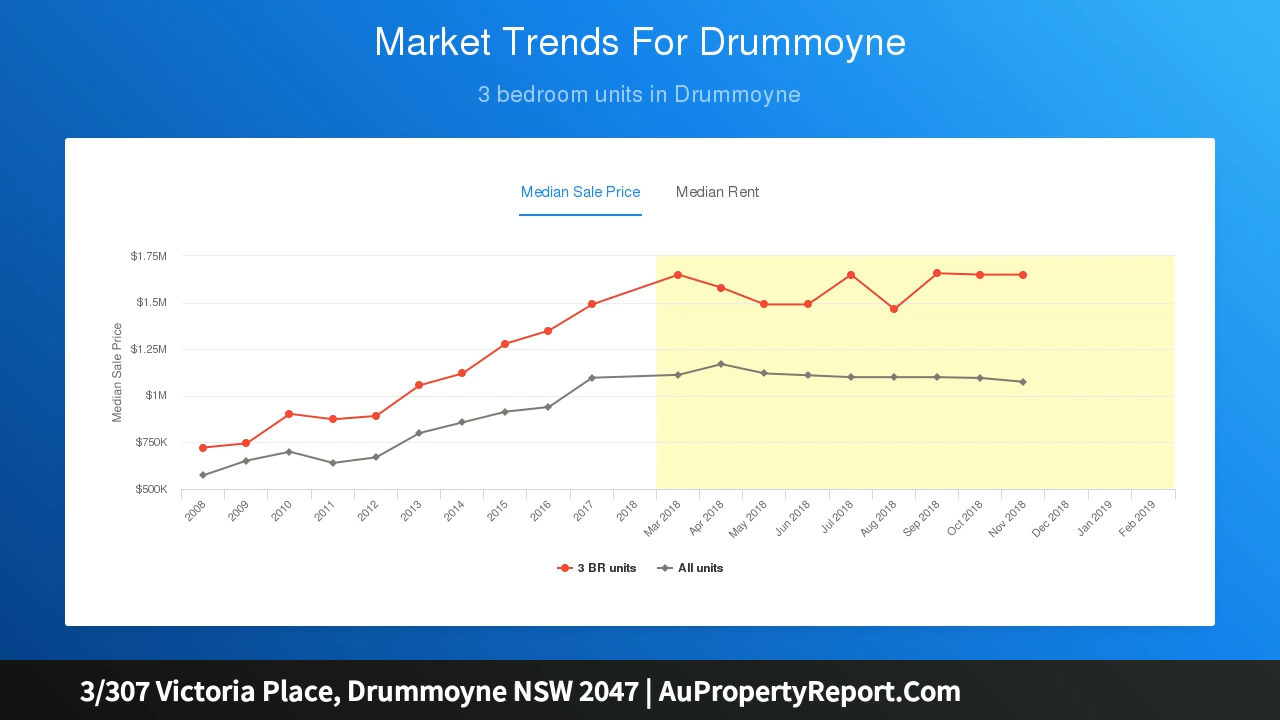 Market Trends For Drummoyne
3 bedroom units in Drummoyne
Median Sale Price Median Rent
Median Sale Price
$1.75M
$1.5M
$1.25M
$1M
$750K
$500K
2008 2009 2010 2011 2012 2013 2014 2015 2016 2017 2018 Mar 2018 Apr 2018 May 2018 Jun 2018 Jul 2018 Aug 2018 Sep 2018 Oct 2018 Nov 2018 Dec 2018 Jan 2019 Feb 2019
3 BR units All units
3/307 Victoria Place, Drummoyne NSW 2047 | AuPropertyReport.Com